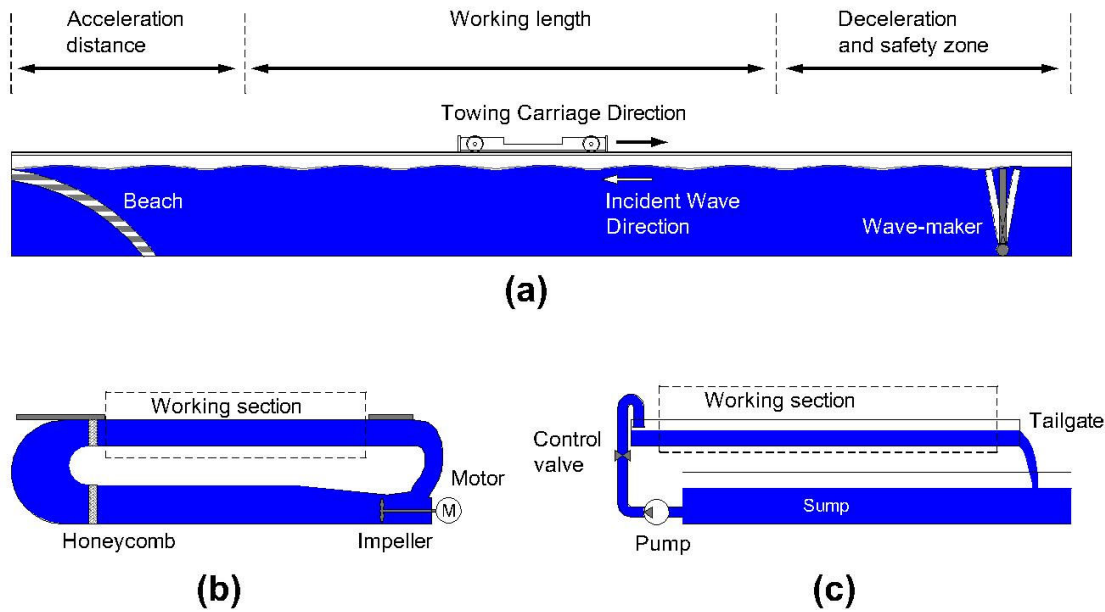 Acceleration
distance
Working length
Deceleration
and safety zone
Towing Carriage Direction
Beach
Incident Wave
Direction
Wave-maker
(a)
Working section
Motor
M
Honeycomb
Impeller
(b)
Working section
Tailgate
Control
valve
Sump
Pump
(c)